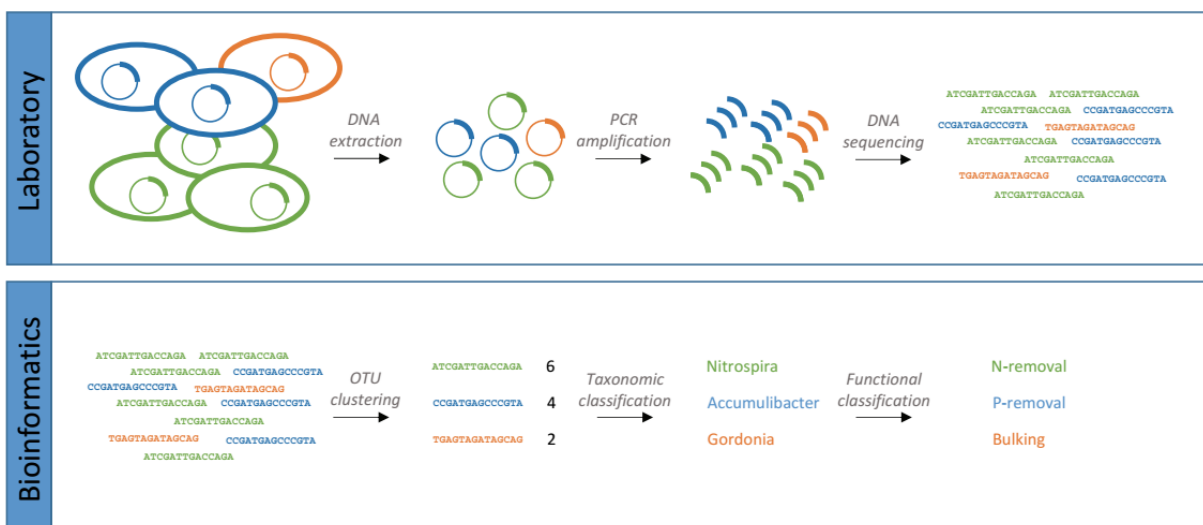 Laboratory
DNA extraction
PCR amplification
DNA sequencing
ATCGATTGACCAGA ATCGATTGACCAGA
ATCGATTGACCAGA CCGATGAGCCCGTA
CCGATGAGCCCGTA TGAGTAGATAGCAG
ATCGATTGACCAGA CCGATGAGCCCGTA
ATCGATTGACCAGA
TGAGTAGATAGCAG CCGATGAGCCCGTA
ATCGATTGACCAGA
Bioinformatics
ATCGATTGACCAGA ATCGATTGACCAGA
ATCGATTGACCAGA CCGATGAGCCCGTA
CCGATGAGCCCGTA TGAGTAGATAGCAG
ATCGATTGACCAGA CCGATGAGCCCGTA
ATCGATTGACCAGA
TGAGTAGATAGCAG CCGATGAGCCCGTA
ATCGATTGACCAGA
OTU
clustering
ATCGATTGACCAGA 6
CCGATGAGCCCGTA 4
TGAGTAGATAGCAG 2
Taxonomic
classification
Nitrospira
Accumulibacter
Gordonia
Functional
classification
N-removal
P-removal
Bulking